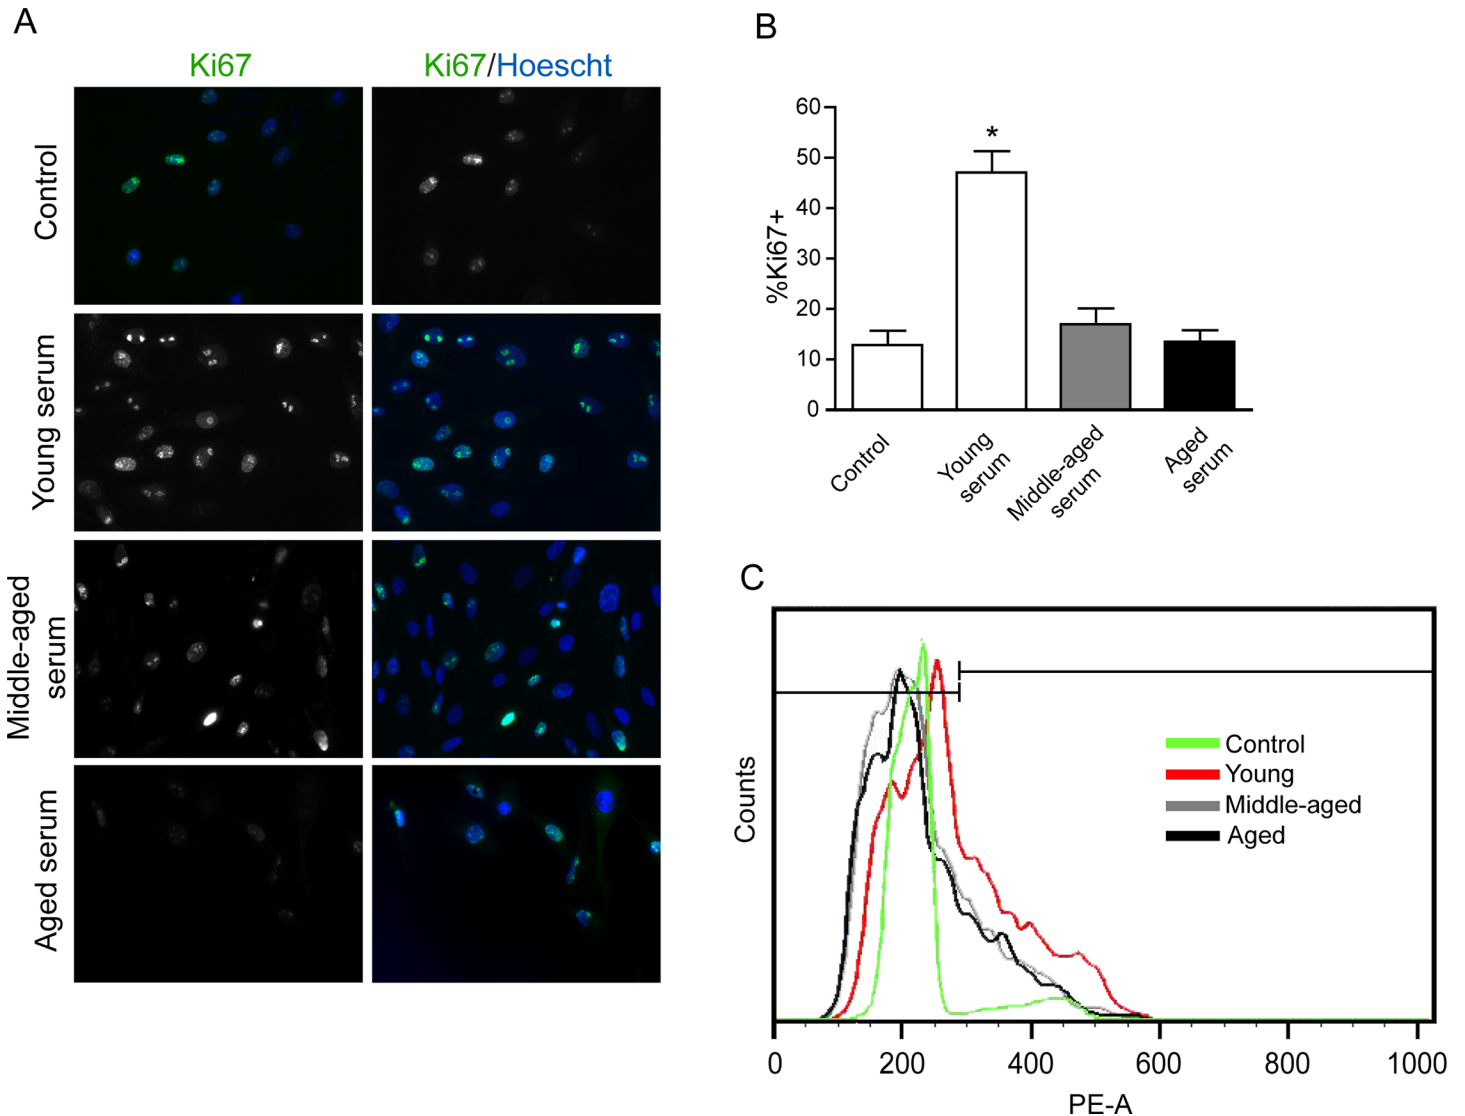 A
Ki67
Ki67/Hoescht
Control
Young serum
Middle-aged
serum
Aged serum
B
60
50
40
30
20
10
0
%Ki67+
*
Control
Young
serum
Middle-aged
serum
Aged
serum
C
Counts
Control
Young
Middle-aged
Aged
0
200
400
600
800
1000
PE-A